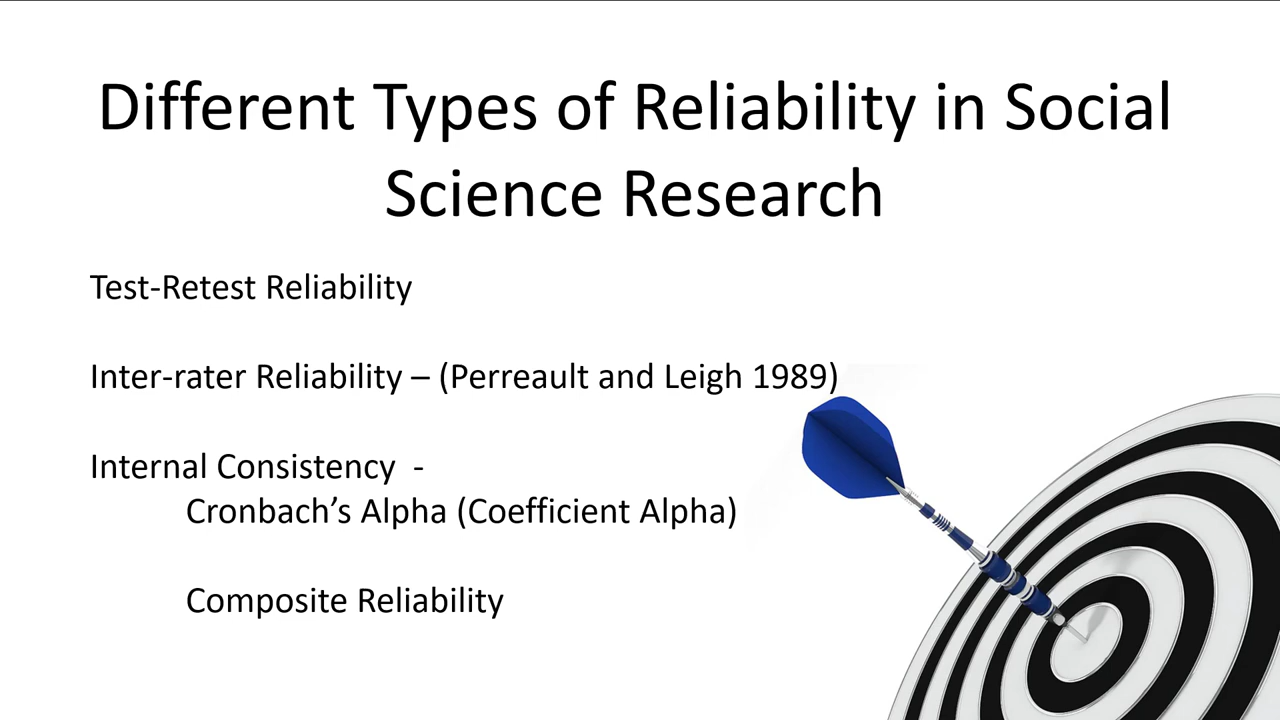 Different Types of Reliability in Social
Science Research
Test-Retest Reliability
Inter-rater Reliability – (Perreault and Leigh 1989)
Internal Consistency  -
Cronbach’s Alpha (Coefficient Alpha)
Composite Reliability